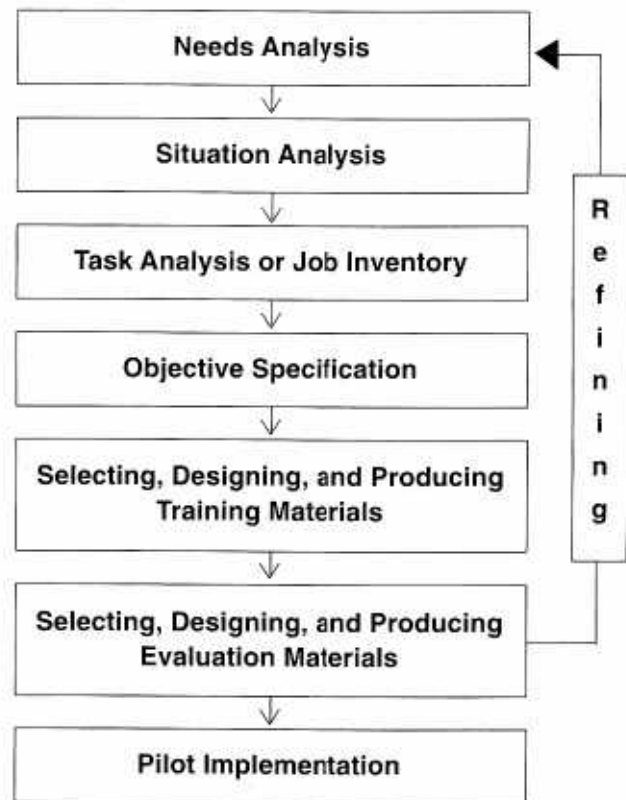 Needs Analysis
Situation Analysis
Task Analysis or Job Inventory
Objective Specification
Selecting, Designing, and Producing
Training Materials
Selecting, Designing, and Producing
Evaluation Materials
Pilot Implementation
Refining